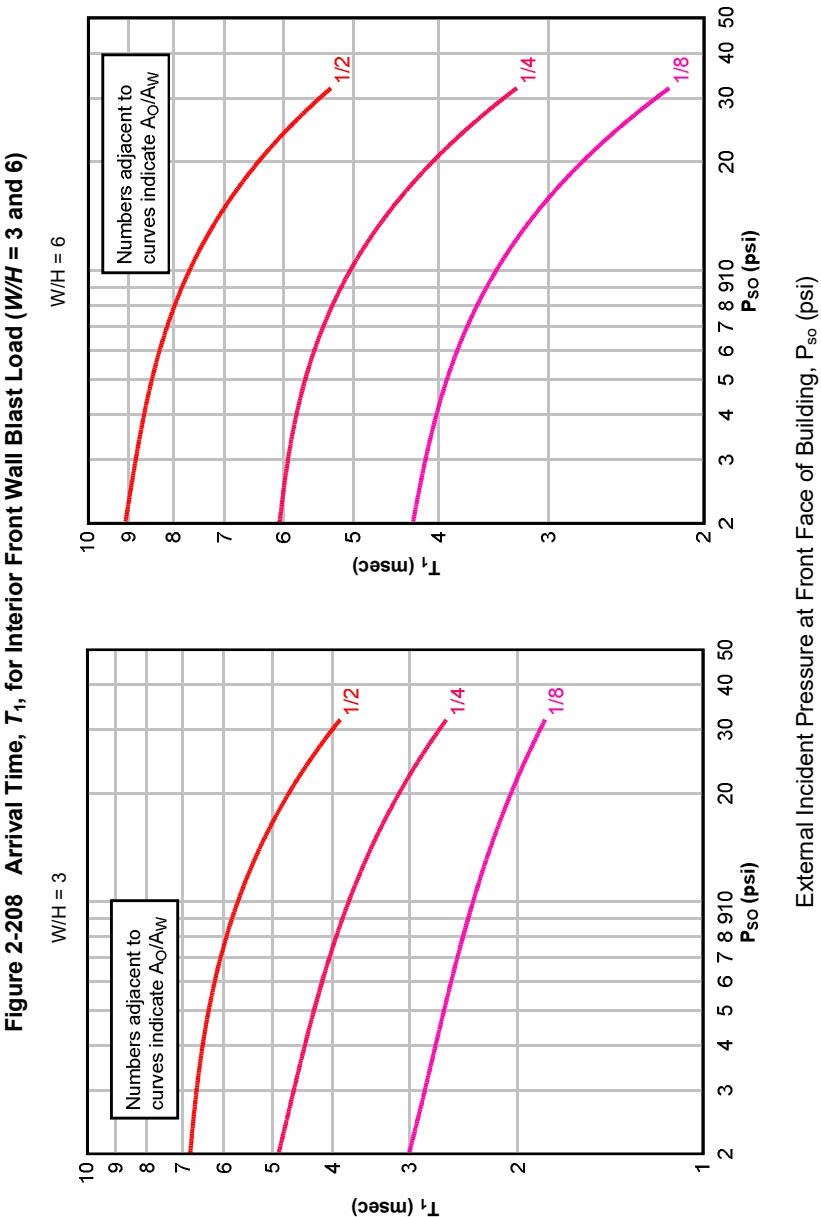 Figure 2-208 Arrival Time, T1, for Interior Front Wall Blast Load (W/H = 3 and 6)
W/H = 3
Numbers adjacent to
curves indicate AO/AW
10
9
8
7
6
5
4
3
2
1
T1 (msec)
1/2
1/4
1/8
2 3 4 5 6 7 8 910 20 30 40 50
PSO (psi)
W/H = 6
Numbers adjacent to
curves indicate AO/AW
10
9
8
7
6
5
4
3
2
T1 (msec)
1/2
1/4
1/8
2 3 4 5 6 7 8 910 20 30 40 50
PSO (psi)
External Incident Pressure at Front Face of Building, Pso (psi)